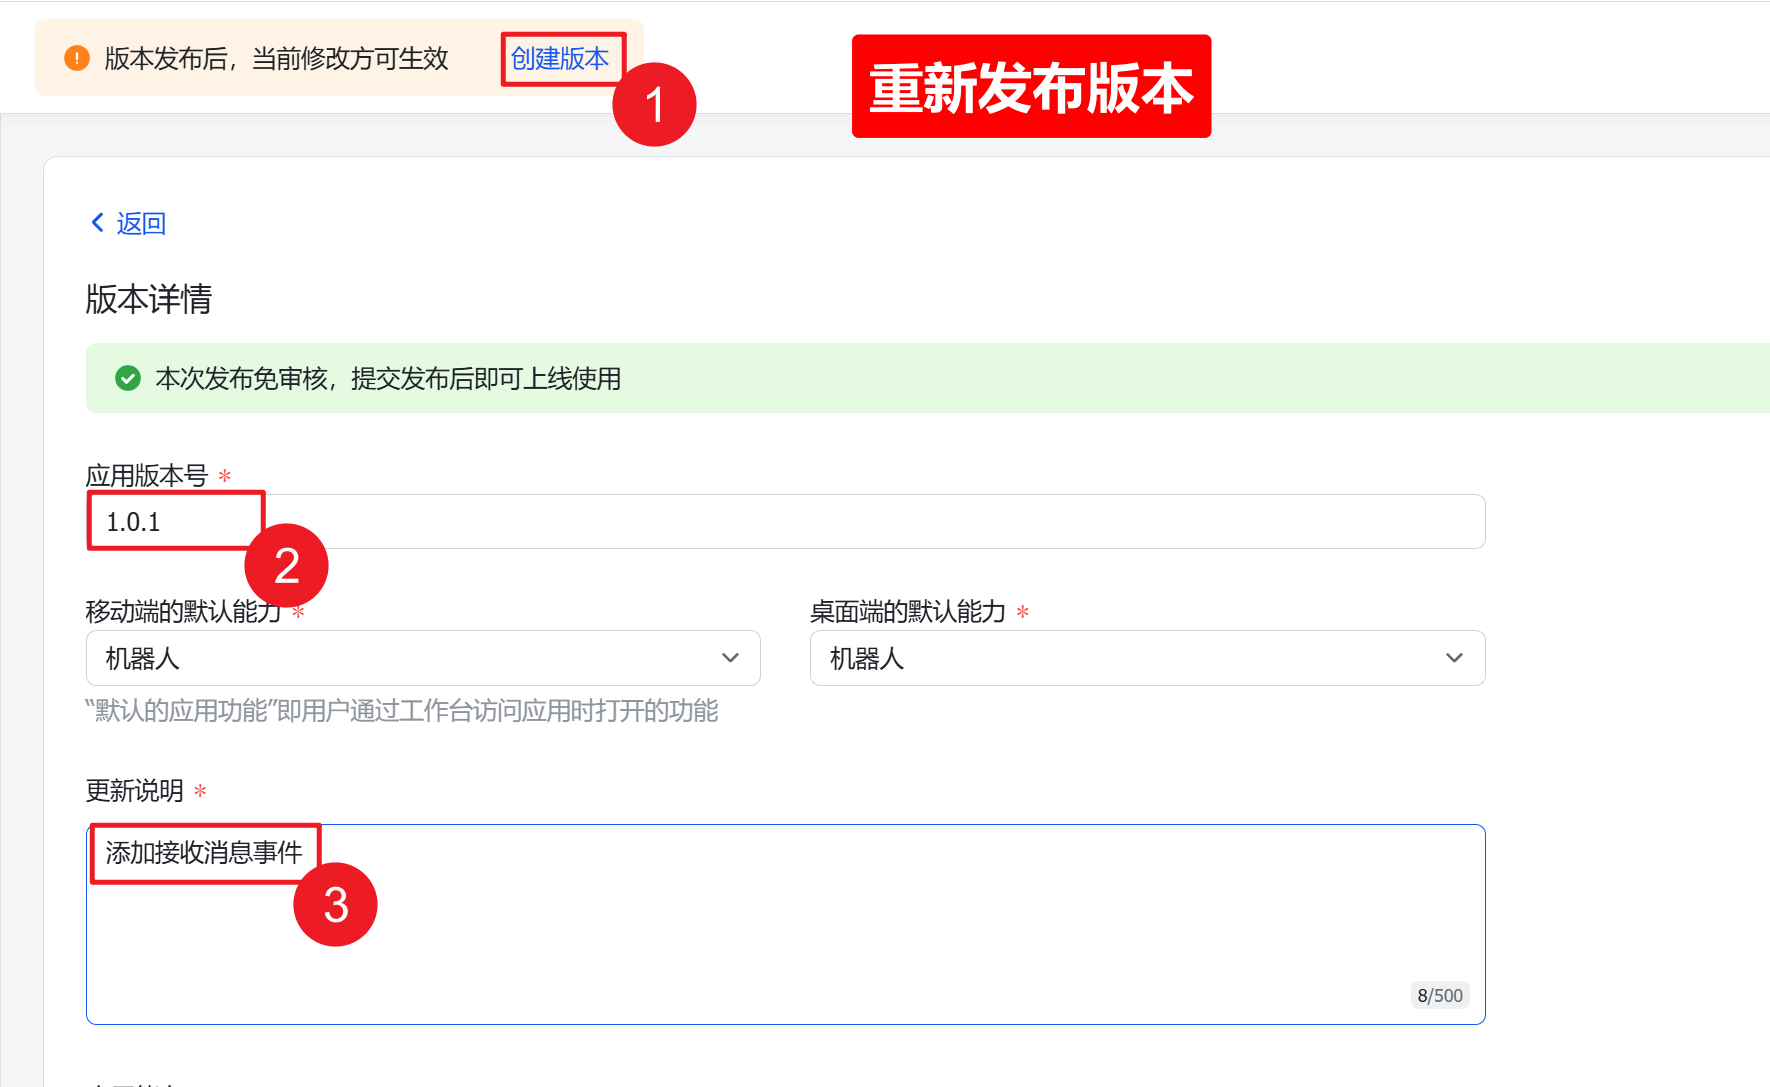 版本发布后，当前修改方可生效 创建版本
1
重新发布版本
返回
版本详情
本次发布免审核，提交发布后即可上线使用
应用版本号 *
1.0.1
2
移动端的默认能力 * 桌面端的默认能力 *
机器人 机器人
“默认的应用功能”即用户通过工作台访问应用时打开的功能
更新说明 *
添加接收消息事件
3
8/500